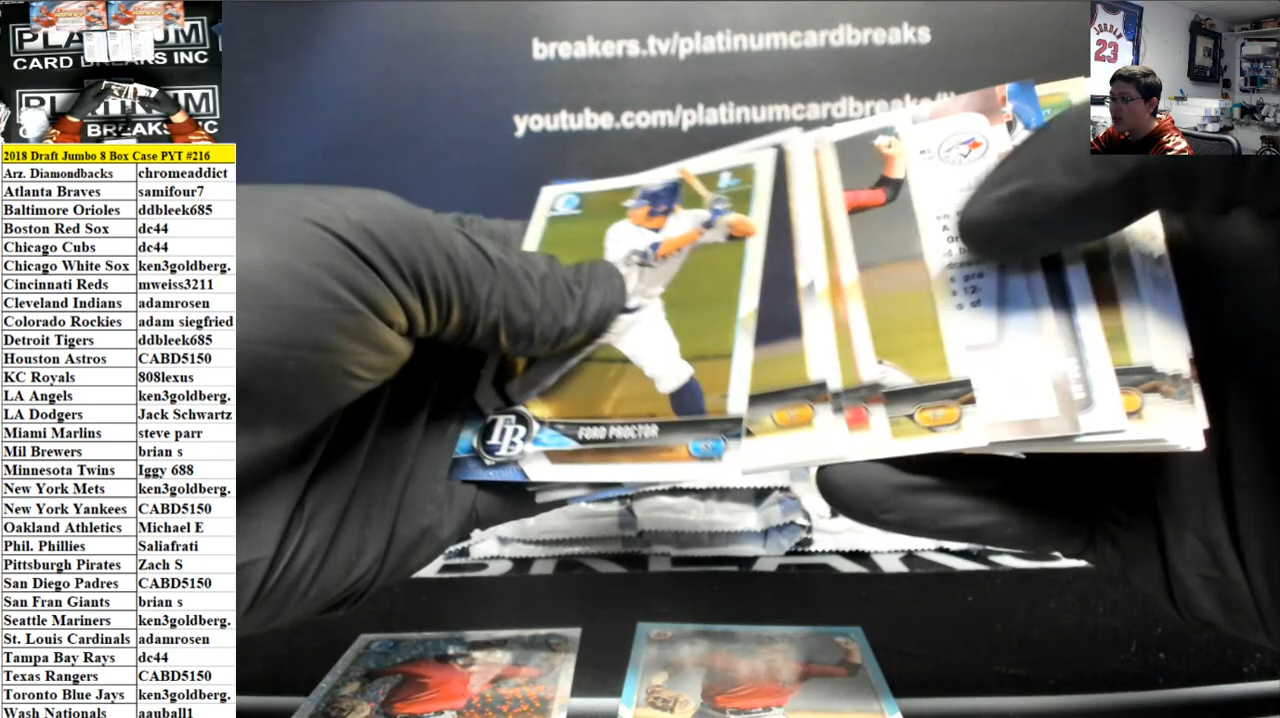 PLATINUM
CARD BREAKS INC
PLATINUM
BREAKS INC
2018 Draft Jumbo 8 Box Case PYT #216
Arz. Diamondbacks chromeaddict
Atlanta Braves samifour7
Baltimore Orioles ddbleek685
Boston Red Sox dc44
Chicago Cubs dc44
Chicago White Sox ken3goldberg.
Cincinnati Reds mweiss3211
Cleveland Indians adamrosen
Colorado Rockies adam siegfried
Detroit Tigers ddbleek685
Houston Astros CABD5150
KC Royals 808lexus
LA Angels ken3goldberg.
LA Dodgers Jack Schwartz
Miami Marlins steve parr
Mil Brewers brian s
Minnesota Twins Iggy 688
New York Mets ken3goldberg.
New York Yankees CABD5150
Oakland Athletics Michael E
Phil. Phillies Saliafrati
Pittsburgh Pirates Zach S
San Diego Padres CABD5150
San Fran Giants brian s
Seattle Mariners ken3goldberg.
St. Louis Cardinals adamrosen
Tampa Bay Rays dc44
Texas Rangers CABD5150
Toronto Blue Jays ken3goldberg.
Wash Nationals aauball1
breakers.tv/platinumcardbreaks
youtube.com/platinumcardbreaks
JORDAN
23
TB
FORD PROCTOR
BREAKS